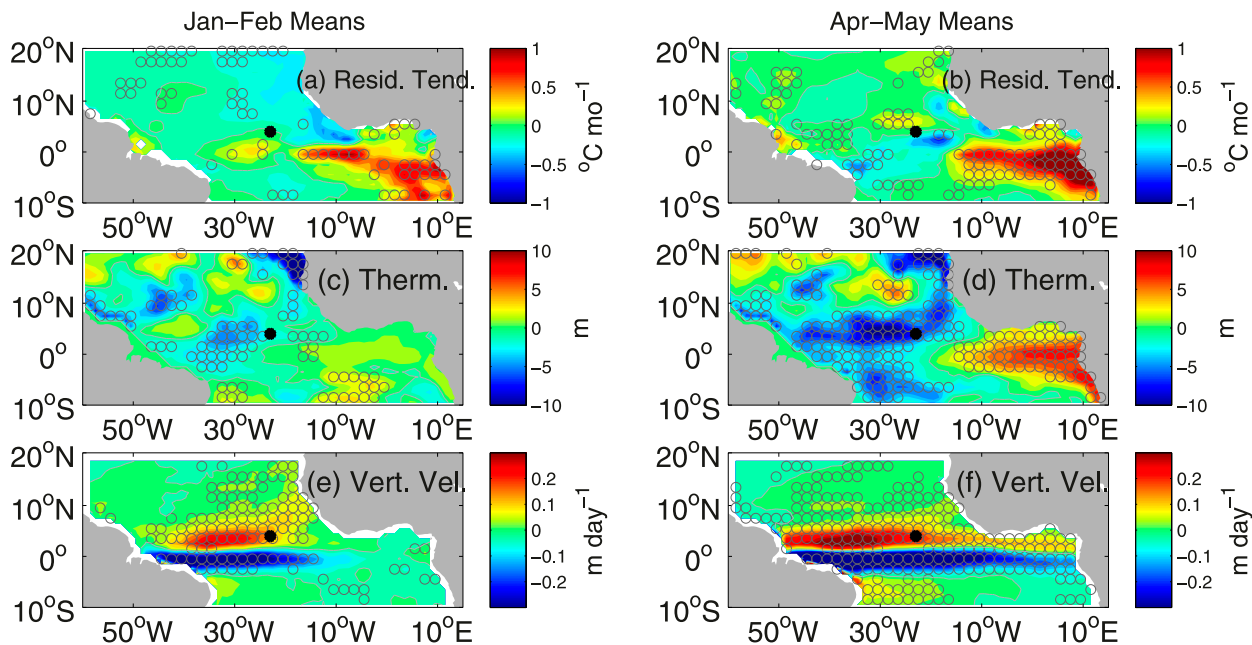 Jan–Feb Means
Apr–May Means
20°N
10°N
0°
10°S
50°W
30°W
10°W
10°E
(a) Resid. Tend.
1
0.5
0
−0.5
−1
°C mo⁻¹
20°N
10°N
0°
10°S
50°W
30°W
10°W
10°E
(b) Resid. Tend.
1
0.5
0
−0.5
−1
°C mo⁻¹
20°N
10°N
0°
10°S
50°W
30°W
10°W
10°E
(c) Therm.
10
5
0
−5
−10
m
20°N
10°N
0°
10°S
50°W
30°W
10°W
10°E
(d) Therm.
10
5
0
−5
−10
m
20°N
10°N
0°
10°S
50°W
30°W
10°W
10°E
(e) Vert. Vel.
0.2
0.1
0
−0.1
−0.2
m day⁻¹
20°N
10°N
0°
10°S
50°W
30°W
10°W
10°E
(f) Vert. Vel.
0.2
0.1
0
−0.1
−0.2
m day⁻¹